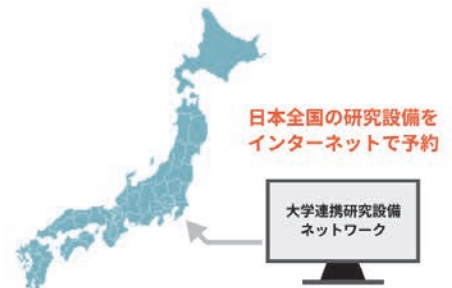 日本全国の研究設備を
インターネットで予約
大学連携研究設備
ネットワーク